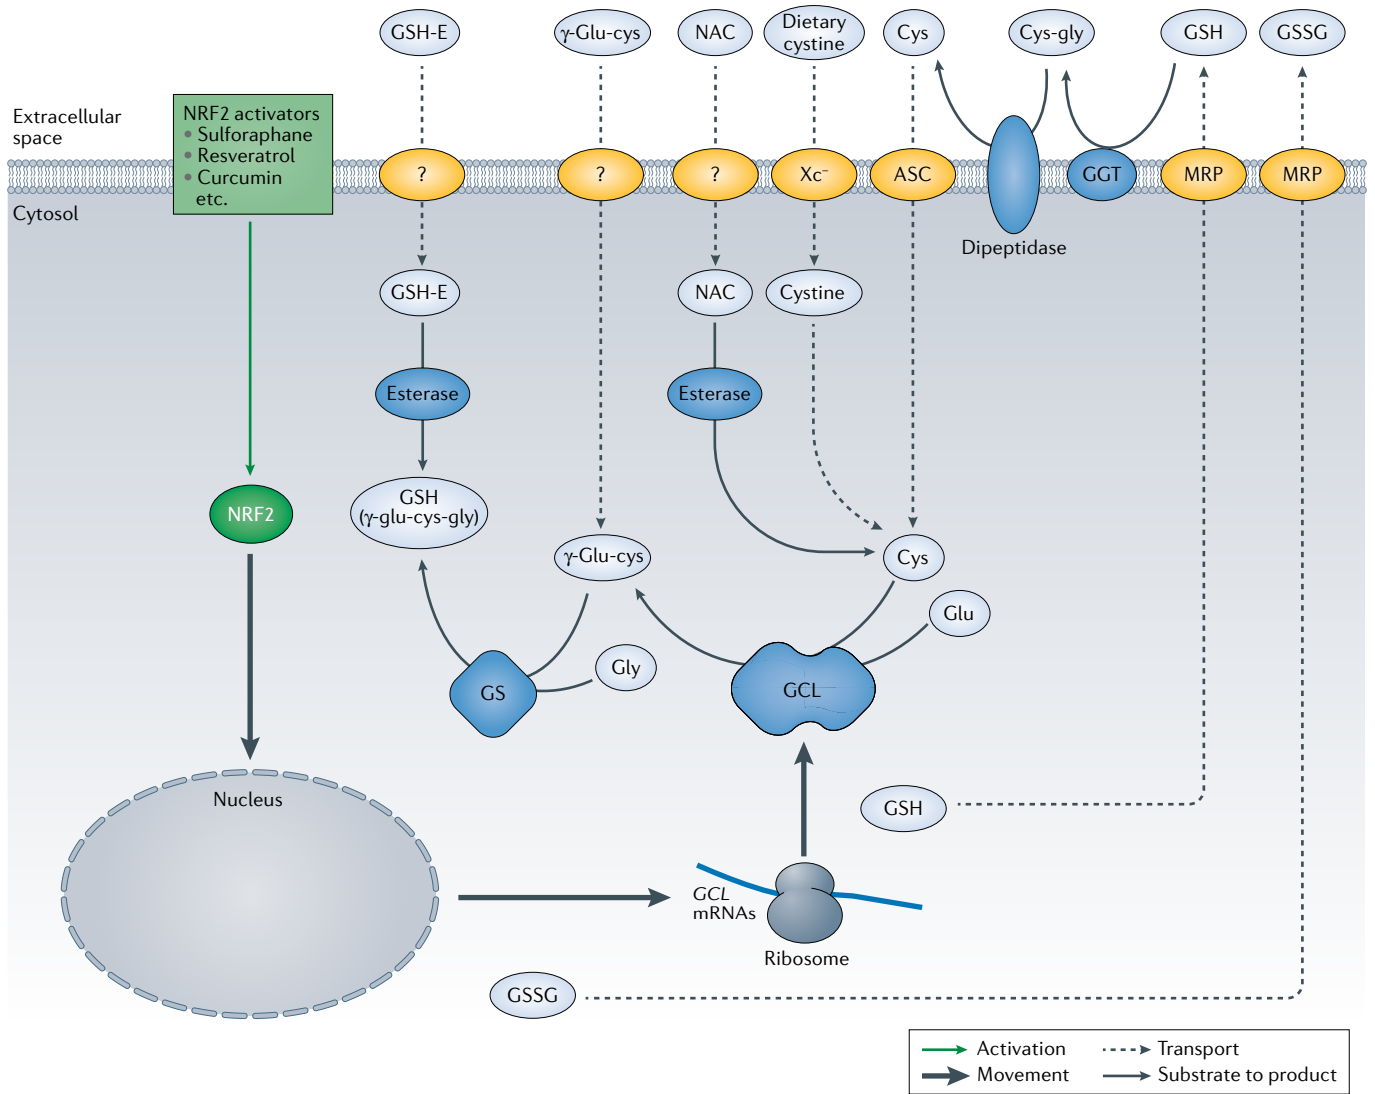 GSH-E
γ-Glu-cys
NAC
Dietary
cystine
Cys
Cys-gly
GSH
GSSG
Extracellular
space
NRF2 activators
• Sulforaphane
• Resveratrol
• Curcumin
etc.
?
?
?
Xc⁻
ASC
GGT
MRP
MRP
Cytosol
Dipeptidase
GSH-E
NAC
Cystine
Esterase
Esterase
NRF2
GSH
(γ-glu-cys-gly)
γ-Glu-cys
Cys
Glu
Gly
GS
GCL
Nucleus
GSH
GCL
mRNAs
Ribosome
GSSG
Activation
Transport
Movement
Substrate to product